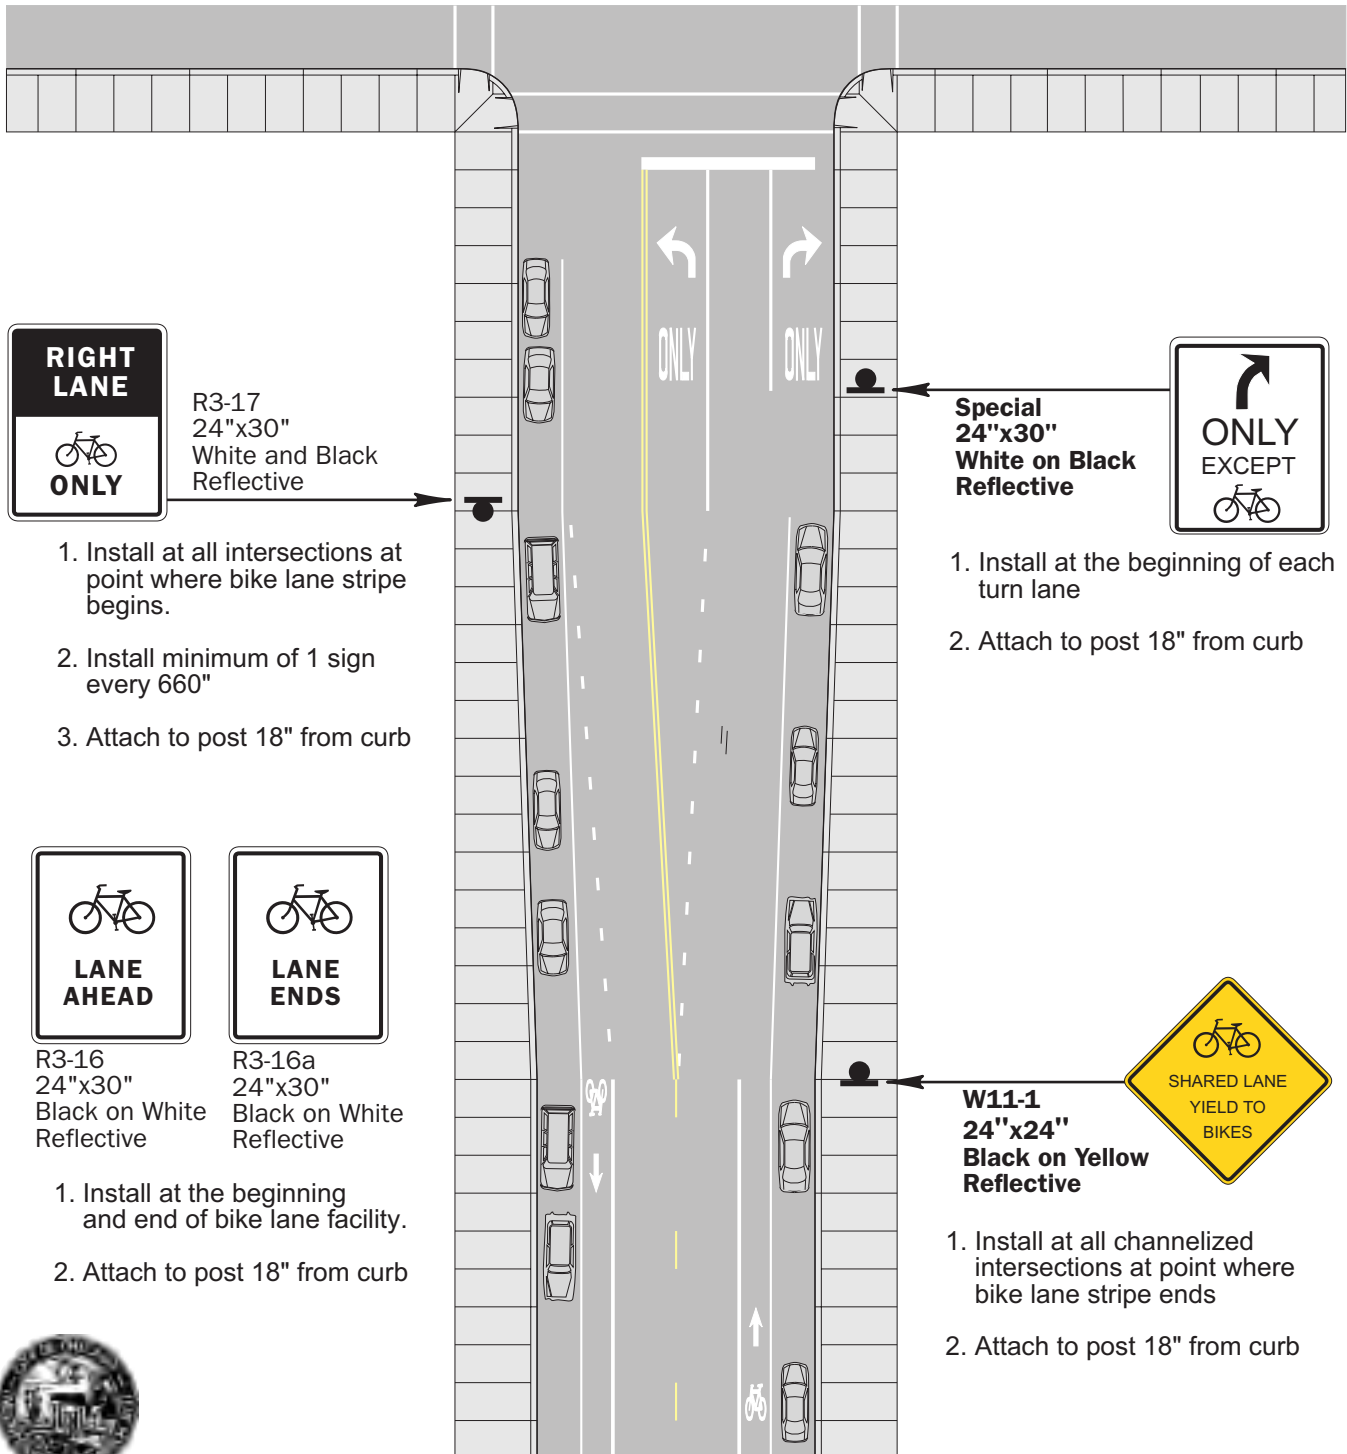 RIGHT
LANE
ONLY
R3-17
24"x30"
White and Black
Reflective
1. Install at all intersections at
point where bike lane stripe
begins.
2. Install minimum of 1 sign
every 660"
3. Attach to post 18" from curb
LANE
AHEAD
R3-16
24"x30"
Black on White
Reflective
LANE
ENDS
R3-16a
24"x30"
Black on White
Reflective
1. Install at the beginning
and end of bike lane facility.
2. Attach to post 18" from curb
ONLY
ONLY
ONLY
EXCEPT
Special
24"x30"
White on Black
Reflective
1. Install at the beginning of each
turn lane
2. Attach to post 18" from curb
SHARED LANE
YIELD TO
BIKES
W11-1
24"x24"
Black on Yellow
Reflective
1. Install at all channelized
intersections at point where
bike lane stripe ends
2. Attach to post 18" from curb